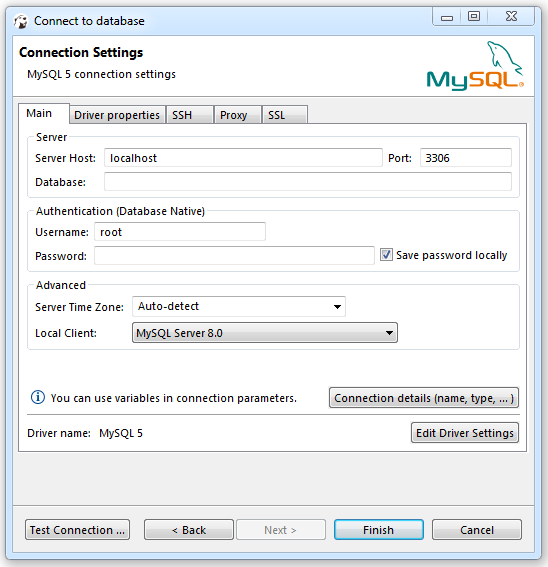 Connect to database
Connection Settings
MySQL 5 connection settings
MySQL®
Main Driver properties SSH Proxy SSL
Server
Server Host: localhost Port: 3306
Database:
Authentication (Database Native)
Username: root
Password: Save password locally
Advanced
Server Time Zone: Auto-detect
Local Client: MySQL Server 8.0
You can use variables in connection parameters. Connection details (name, type, ... )
Driver name: MySQL 5 Edit Driver Settings
Test Connection ... < Back Next > Finish Cancel